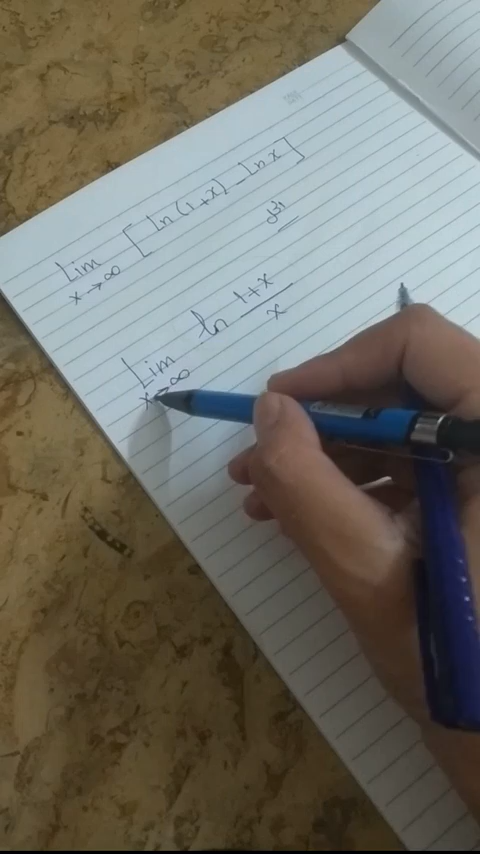 Lim [ ln(1+x) - ln x ]
x→∞
Lim ln 1+x/x
x→∞